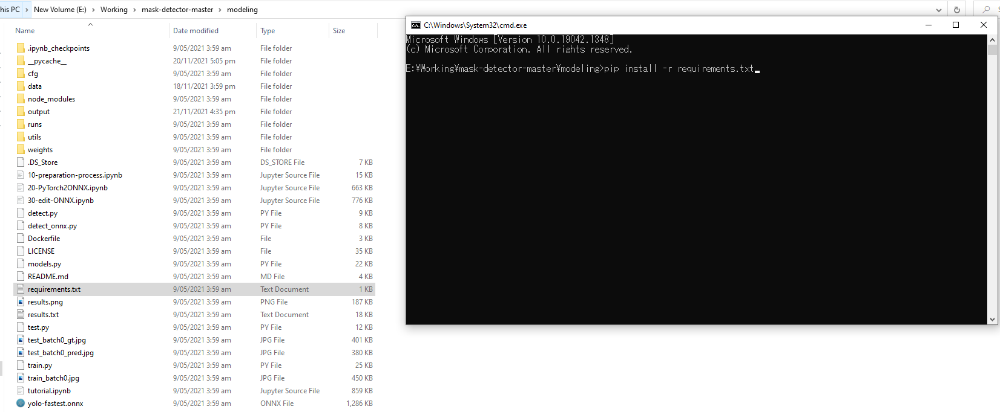 his PC > New Volume (E:) > Working > mask-detector-master > modeling
Name Date modified Type Size
.ipynb_checkpoints 9/05/2021 3:59 am File folder
__pycache__ 20/11/2021 5:05 pm File folder
cfg 9/05/2021 3:59 am File folder
data 18/11/2021 3:59 pm File folder
node_modules 9/05/2021 3:59 am File folder
output 21/11/2021 4:35 pm File folder
runs 9/05/2021 3:59 am File folder
utils 9/05/2021 3:59 am File folder
weights 9/05/2021 3:59 am File folder
.DS_Store 9/05/2021 3:59 am DS_STORE File 7 KB
10-preparation-process.ipynb 9/05/2021 3:59 am Jupyter Source File 15 KB
20-PyTorch2ONNX.ipynb 9/05/2021 3:59 am Jupyter Source File 663 KB
30-edit-ONNX.ipynb 9/05/2021 3:59 am Jupyter Source File 776 KB
detect.py 9/05/2021 3:59 am PY File 9 KB
detect_onnx.py 9/05/2021 3:59 am PY File 8 KB
Dockerfile 9/05/2021 3:59 am File 3 KB
LICENSE 9/05/2021 3:59 am File 35 KB
models.py 9/05/2021 3:59 am PY File 22 KB
README.md 9/05/2021 3:59 am MD File 4 KB
requirements.txt 9/05/2021 3:59 am Text Document 1 KB
results.png 9/05/2021 3:59 am PNG File 187 KB
results.txt 9/05/2021 3:59 am Text Document 18 KB
test.py 9/05/2021 3:59 am PY File 12 KB
test_batch0_gt.jpg 9/05/2021 3:59 am JPG File 401 KB
test_batch0_pred.jpg 9/05/2021 3:59 am JPG File 380 KB
train.py 9/05/2021 3:59 am PY File 25 KB
train_batch0.jpg 9/05/2021 3:59 am JPG File 450 KB
tutorial.ipynb 9/05/2021 3:59 am Jupyter Source File 859 KB
yolo-fastest.onnx 9/05/2021 3:59 am ONNX File 1,286 KB
C:\Windows\System32\cmd.exe
Microsoft Windows [Version 10.0.19042.1348]
(c) Microsoft Corporation. All rights reserved.
E:¥Working¥mask-detector-master¥modeling>pip install -r requirements.txt